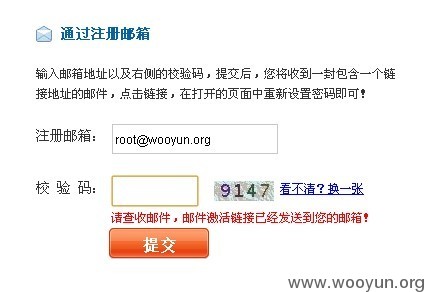 通过注册邮箱
输入邮箱地址以及右侧的校验码，提交后，您将收到一封包含一个链
接地址的邮件，点击链接，在打开的页面中重新设置密码即可！
注册邮箱： root@wooyun.org
校 验 码： 9147 看不清？换一张
请查收邮件，邮件激活链接已经发送到您的邮箱！
提交
www.wooyun.org